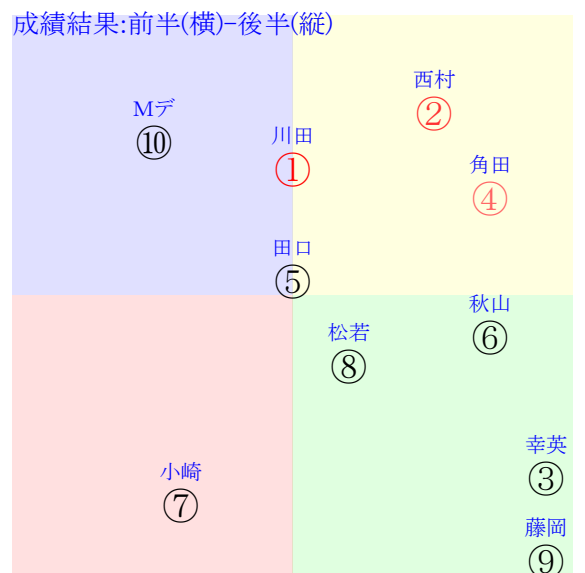 成績結果:前半(横)-後半(縦)
西村
②
Mデ
⑩
川田
①
角田
④
田口
⑤
秋山
⑥
松若
⑧
幸英
③
小崎
⑦
藤岡
⑨